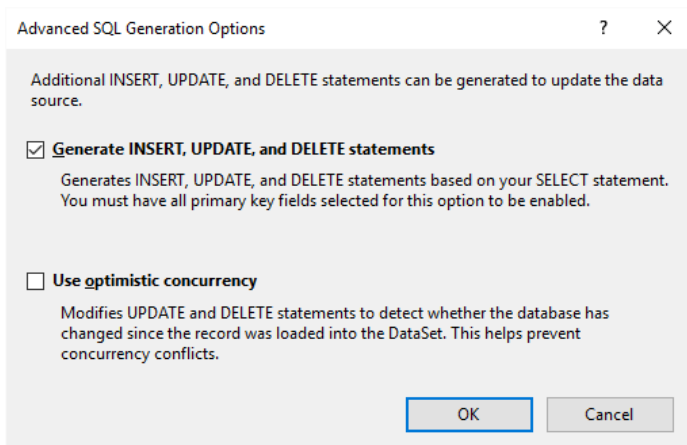 Advanced SQL Generation Options
?
Additional INSERT, UPDATE, and DELETE statements can be generated to update the data
source.
Generate INSERT, UPDATE, and DELETE statements
Generates INSERT, UPDATE, and DELETE statements based on your SELECT statement.
You must have all primary key fields selected for this option to be enabled.
Use optimistic concurrency
Modifies UPDATE and DELETE statements to detect whether the database has
changed since the record was loaded into the DataSet. This helps prevent
concurrency conflicts.
OK
Cancel